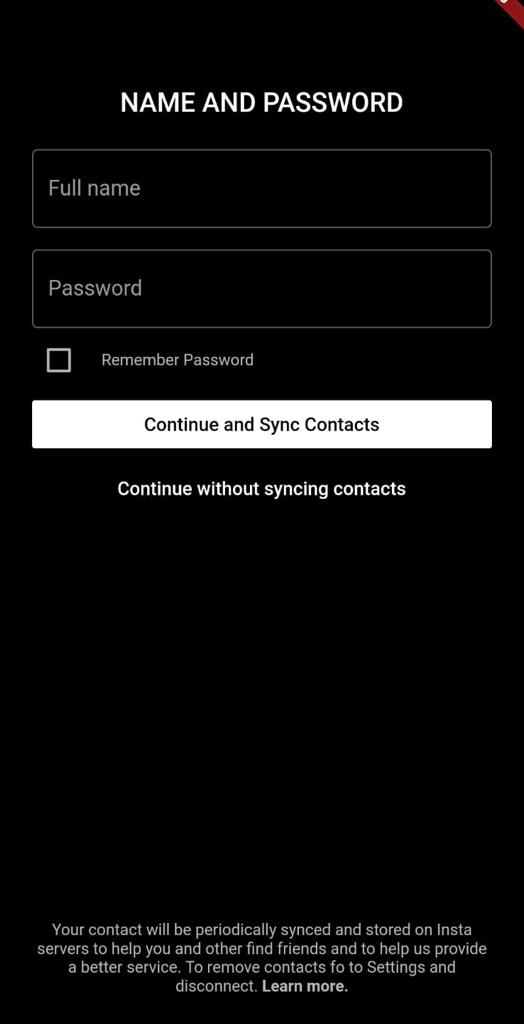 NAME AND PASSWORD
Full name
Password
Remember Password
Continue and Sync Contacts
Continue without syncing contacts
Your contact will be periodically synced and stored on Insta
servers to help you and other find friends and to help us provide
a better service. To remove contacts fo to Settings and
disconnect. Learn more.